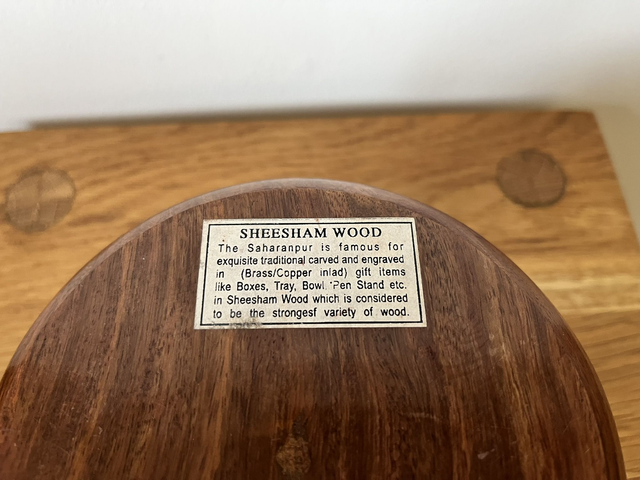 SHEESHAM WOOD
The Saharanpur is famous for
exquisite traditional carved and engraved
in (Brass/Copper inlad) gift items
like Boxes, Tray, Bowl. Pen Stand etc.
in Sheesham Wood which is considered
to be the strongesf variety of wood.